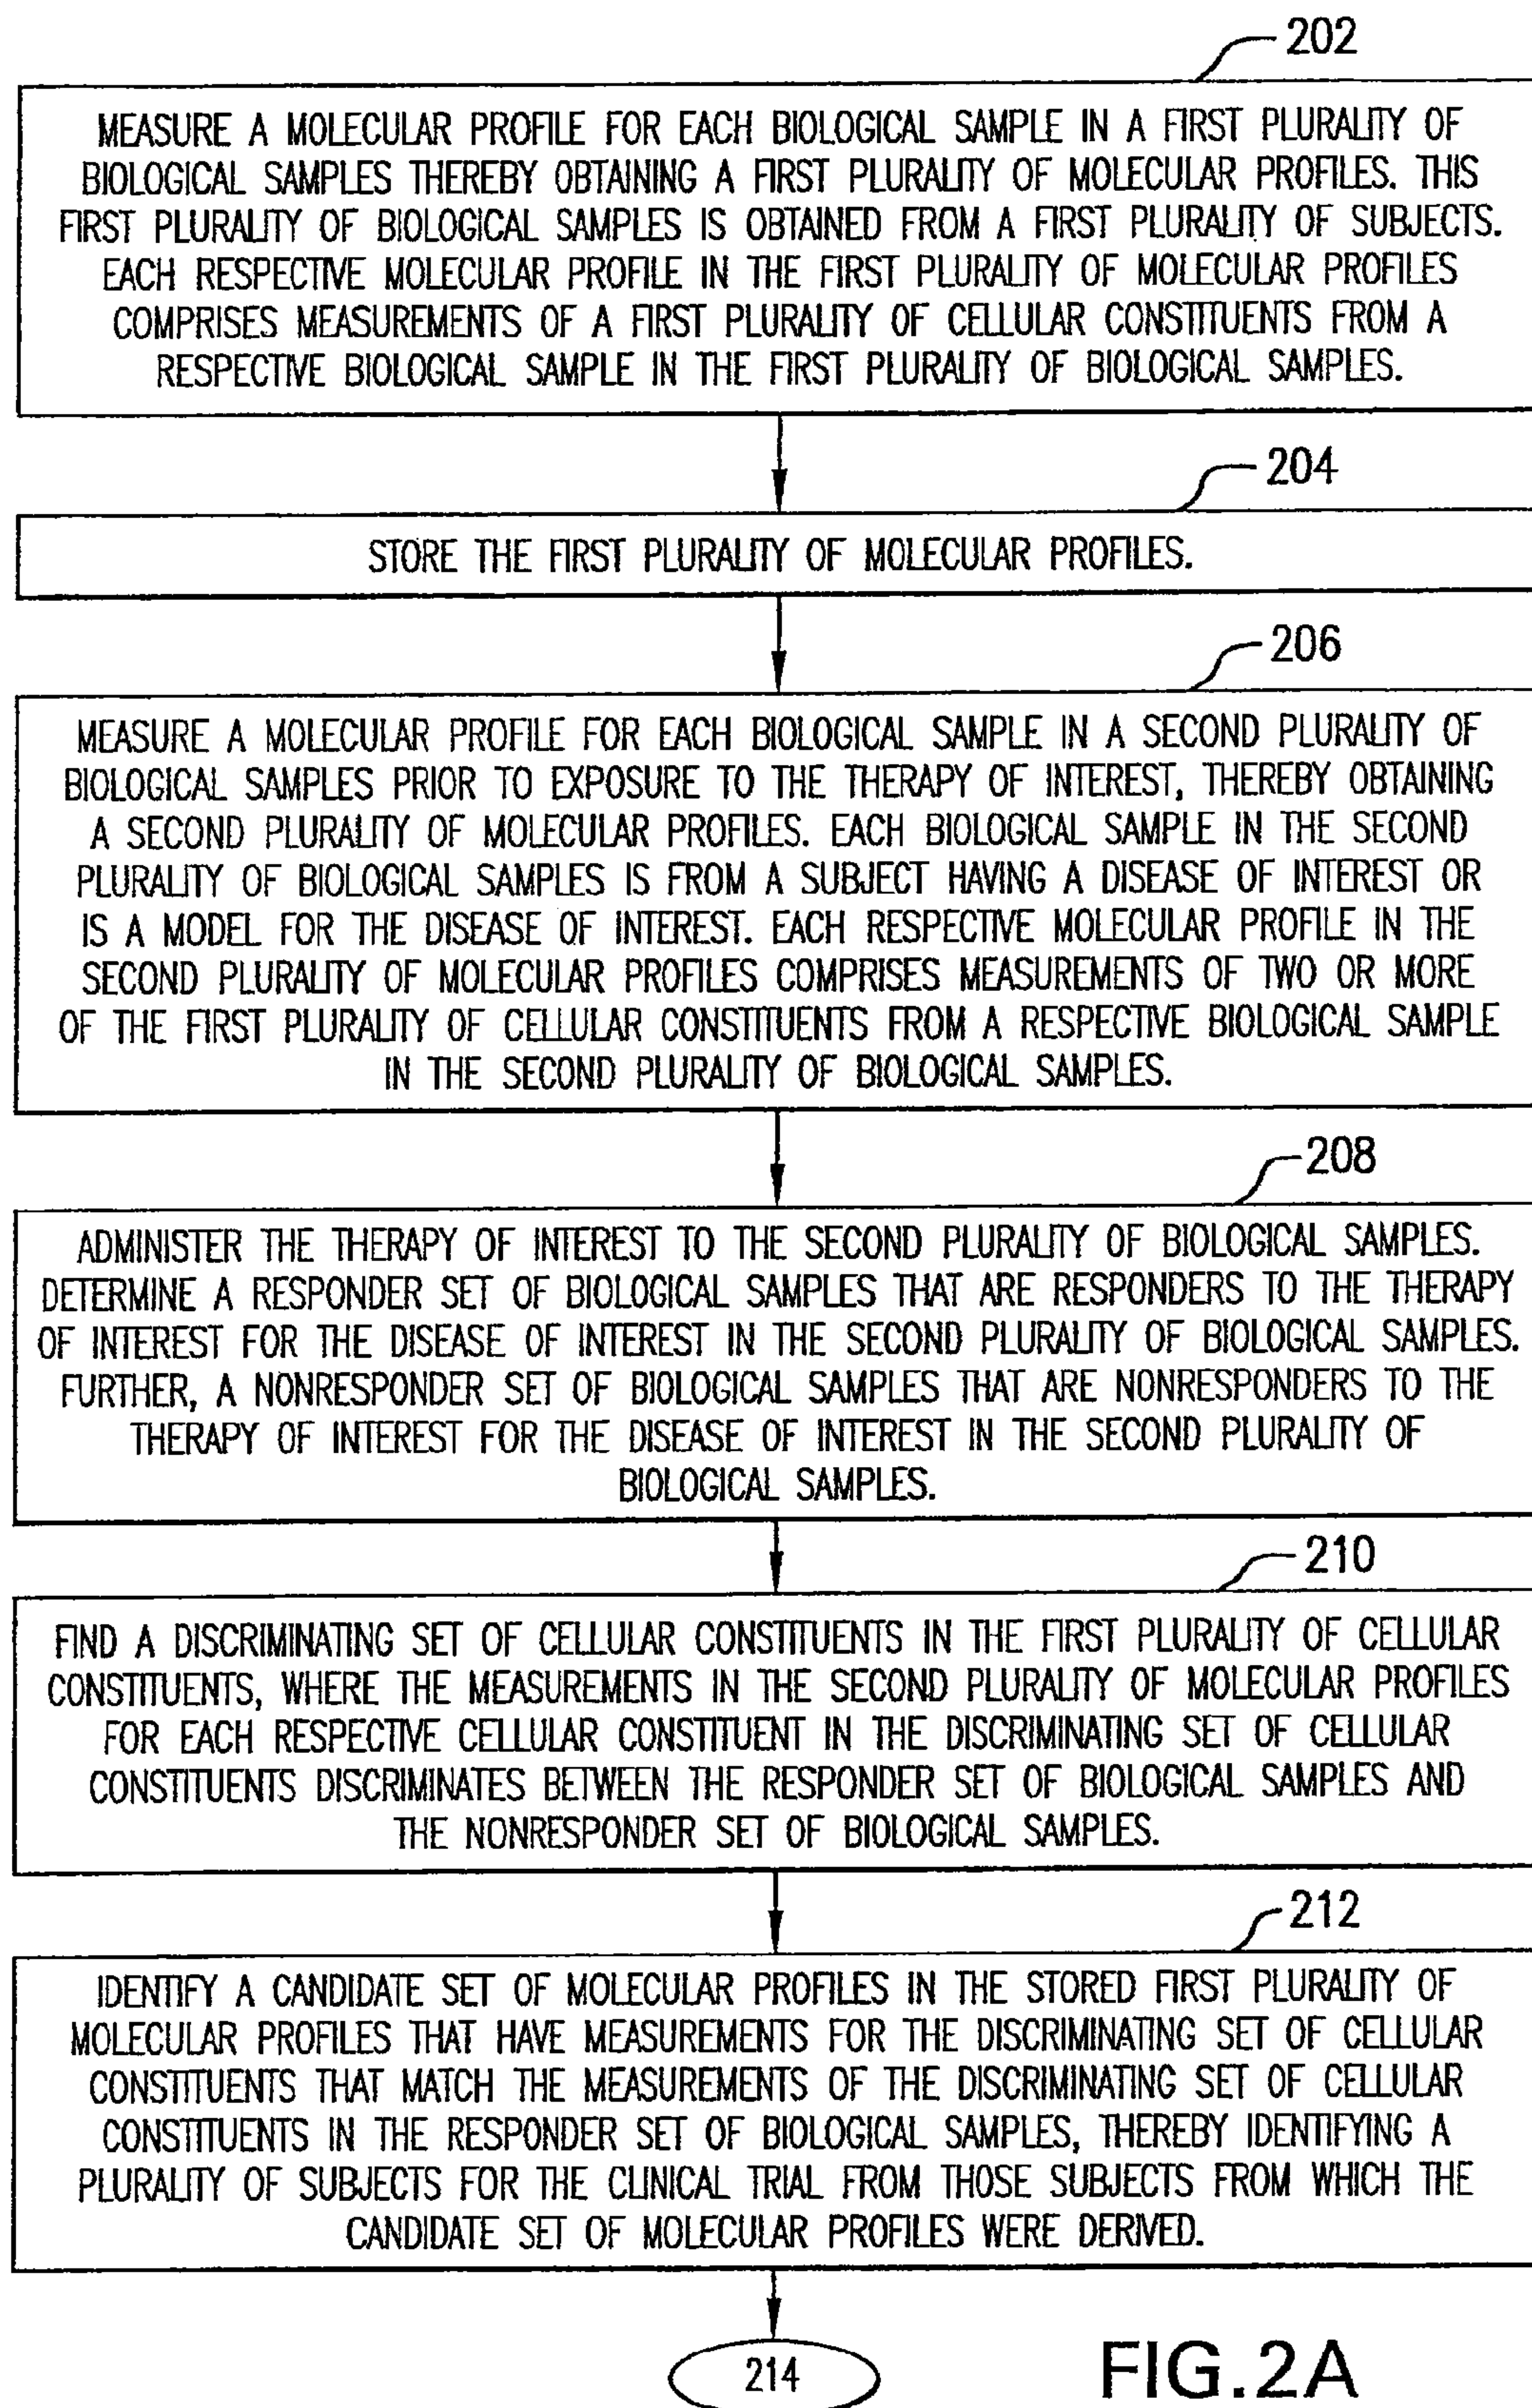 202
MEASURE A MOLECULAR PROFILE FOR EACH BIOLOGICAL SAMPLE IN A FIRST PLURALITY OF
BIOLOGICAL SAMPLES THEREBY OBTAINING A FIRST PLURALITY OF MOLECULAR PROFILES. THIS
FIRST PLURALITY OF BIOLOGICAL SAMPLES IS OBTAINED FROM A FIRST PLURALITY OF SUBJECTS.
EACH RESPECTIVE MOLECULAR PROFILE IN THE FIRST PLURALITY OF MOLECULAR PROFILES
COMPRISES MEASUREMENTS OF A FIRST PLURALITY OF CELLULAR CONSTITUENTS FROM A
RESPECTIVE BIOLOGICAL SAMPLE IN THE FIRST PLURALITY OF BIOLOGICAL SAMPLES.
204
STORE THE FIRST PLURALITY OF MOLECULAR PROFILES.
206
MEASURE A MOLECULAR PROFILE FOR EACH BIOLOGICAL SAMPLE IN A SECOND PLURALITY OF
BIOLOGICAL SAMPLES PRIOR TO EXPOSURE TO THE THERAPY OF INTEREST, THEREBY OBTAINING
A SECOND PLURALITY OF MOLECULAR PROFILES. EACH BIOLOGICAL SAMPLE IN THE SECOND
PLURALITY OF BIOLOGICAL SAMPLES IS FROM A SUBJECT HAVING A DISEASE OF INTEREST OR
IS A MODEL FOR THE DISEASE OF INTEREST. EACH RESPECTIVE MOLECULAR PROFILE IN THE
SECOND PLURALITY OF MOLECULAR PROFILES COMPRISES MEASUREMENTS OF TWO OR MORE
OF THE FIRST PLURALITY OF CELLULAR CONSTITUENTS FROM A RESPECTIVE BIOLOGICAL SAMPLE
IN THE SECOND PLURALITY OF BIOLOGICAL SAMPLES.
208
ADMINISTER THE THERAPY OF INTEREST TO THE SECOND PLURALITY OF BIOLOGICAL SAMPLES.
DETERMINE A RESPONDER SET OF BIOLOGICAL SAMPLES THAT ARE RESPONDERS TO THE THERAPY
OF INTEREST FOR THE DISEASE OF INTEREST IN THE SECOND PLURALITY OF BIOLOGICAL SAMPLES.
FURTHER, A NONRESPONDER SET OF BIOLOGICAL SAMPLES THAT ARE NONRESPONDERS TO THE
THERAPY OF INTEREST FOR THE DISEASE OF INTEREST IN THE SECOND PLURALITY OF
BIOLOGICAL SAMPLES.
210
FIND A DISCRIMINATING SET OF CELLULAR CONSTITUENTS IN THE FIRST PLURALITY OF CELLULAR
CONSTITUENTS, WHERE THE MEASUREMENTS IN THE SECOND PLURALITY OF MOLECULAR PROFILES
FOR EACH RESPECTIVE CELLULAR CONSTITUENT IN THE DISCRIMINATING SET OF CELLULAR
CONSTITUENTS DISCRIMINATES BETWEEN THE RESPONDER SET OF BIOLOGICAL SAMPLES AND
THE NONRESPONDER SET OF BIOLOGICAL SAMPLES.
212
IDENTIFY A CANDIDATE SET OF MOLECULAR PROFILES IN THE STORED FIRST PLURALITY OF
MOLECULAR PROFILES THAT HAVE MEASUREMENTS FOR THE DISCRIMINATING SET OF CELLULAR
CONSTITUENTS THAT MATCH THE MEASUREMENTS OF THE DISCRIMINATING SET OF CELLULAR
CONSTITUENTS IN THE RESPONDER SET OF BIOLOGICAL SAMPLES, THEREBY IDENTIFYING A
PLURALITY OF SUBJECTS FOR THE CLINICAL TRIAL FROM THOSE SUBJECTS FROM WHICH THE
CANDIDATE SET OF MOLECULAR PROFILES WERE DERIVED.
214
FIG.2A